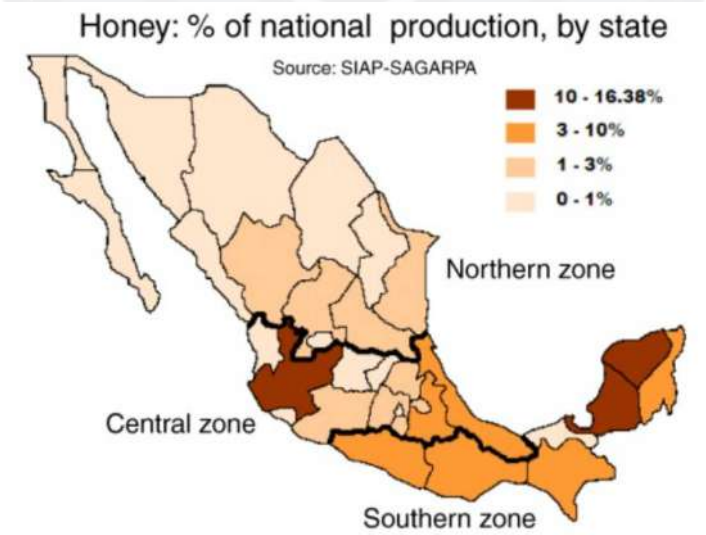 Honey: % of national production, by state
Source: SIAP-SAGARPA
10 - 16.38%
3 - 10%
1 - 3%
0 - 1%
Northern zone
Central zone
Southern zone